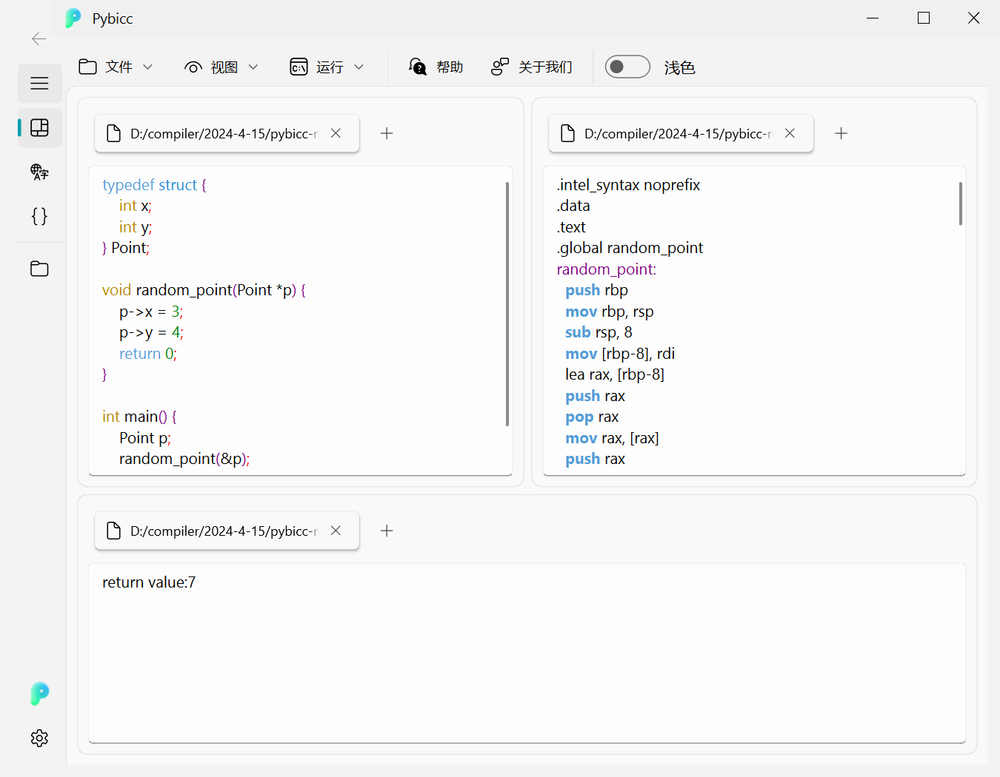 Pybicc
文件 视图 运行 帮助 关于我们 浅色
D:/compiler/2024-4-15/pybicc-
typedef struct {
    int x;
    int y;
} Point;

void random_point(Point *p) {
    p->x = 3;
    p->y = 4;
    return 0;
}

int main() {
    Point p;
    random_point(&p);
D:/compiler/2024-4-15/pybicc-
.intel_syntax noprefix
.data
.text
.global random_point
random_point:
  push rbp
  mov rbp, rsp
  sub rsp, 8
  mov [rbp-8], rdi
  lea rax, [rbp-8]
  push rax
  pop rax
  mov rax, [rax]
  push rax
D:/compiler/2024-4-15/pybicc-
return value:7